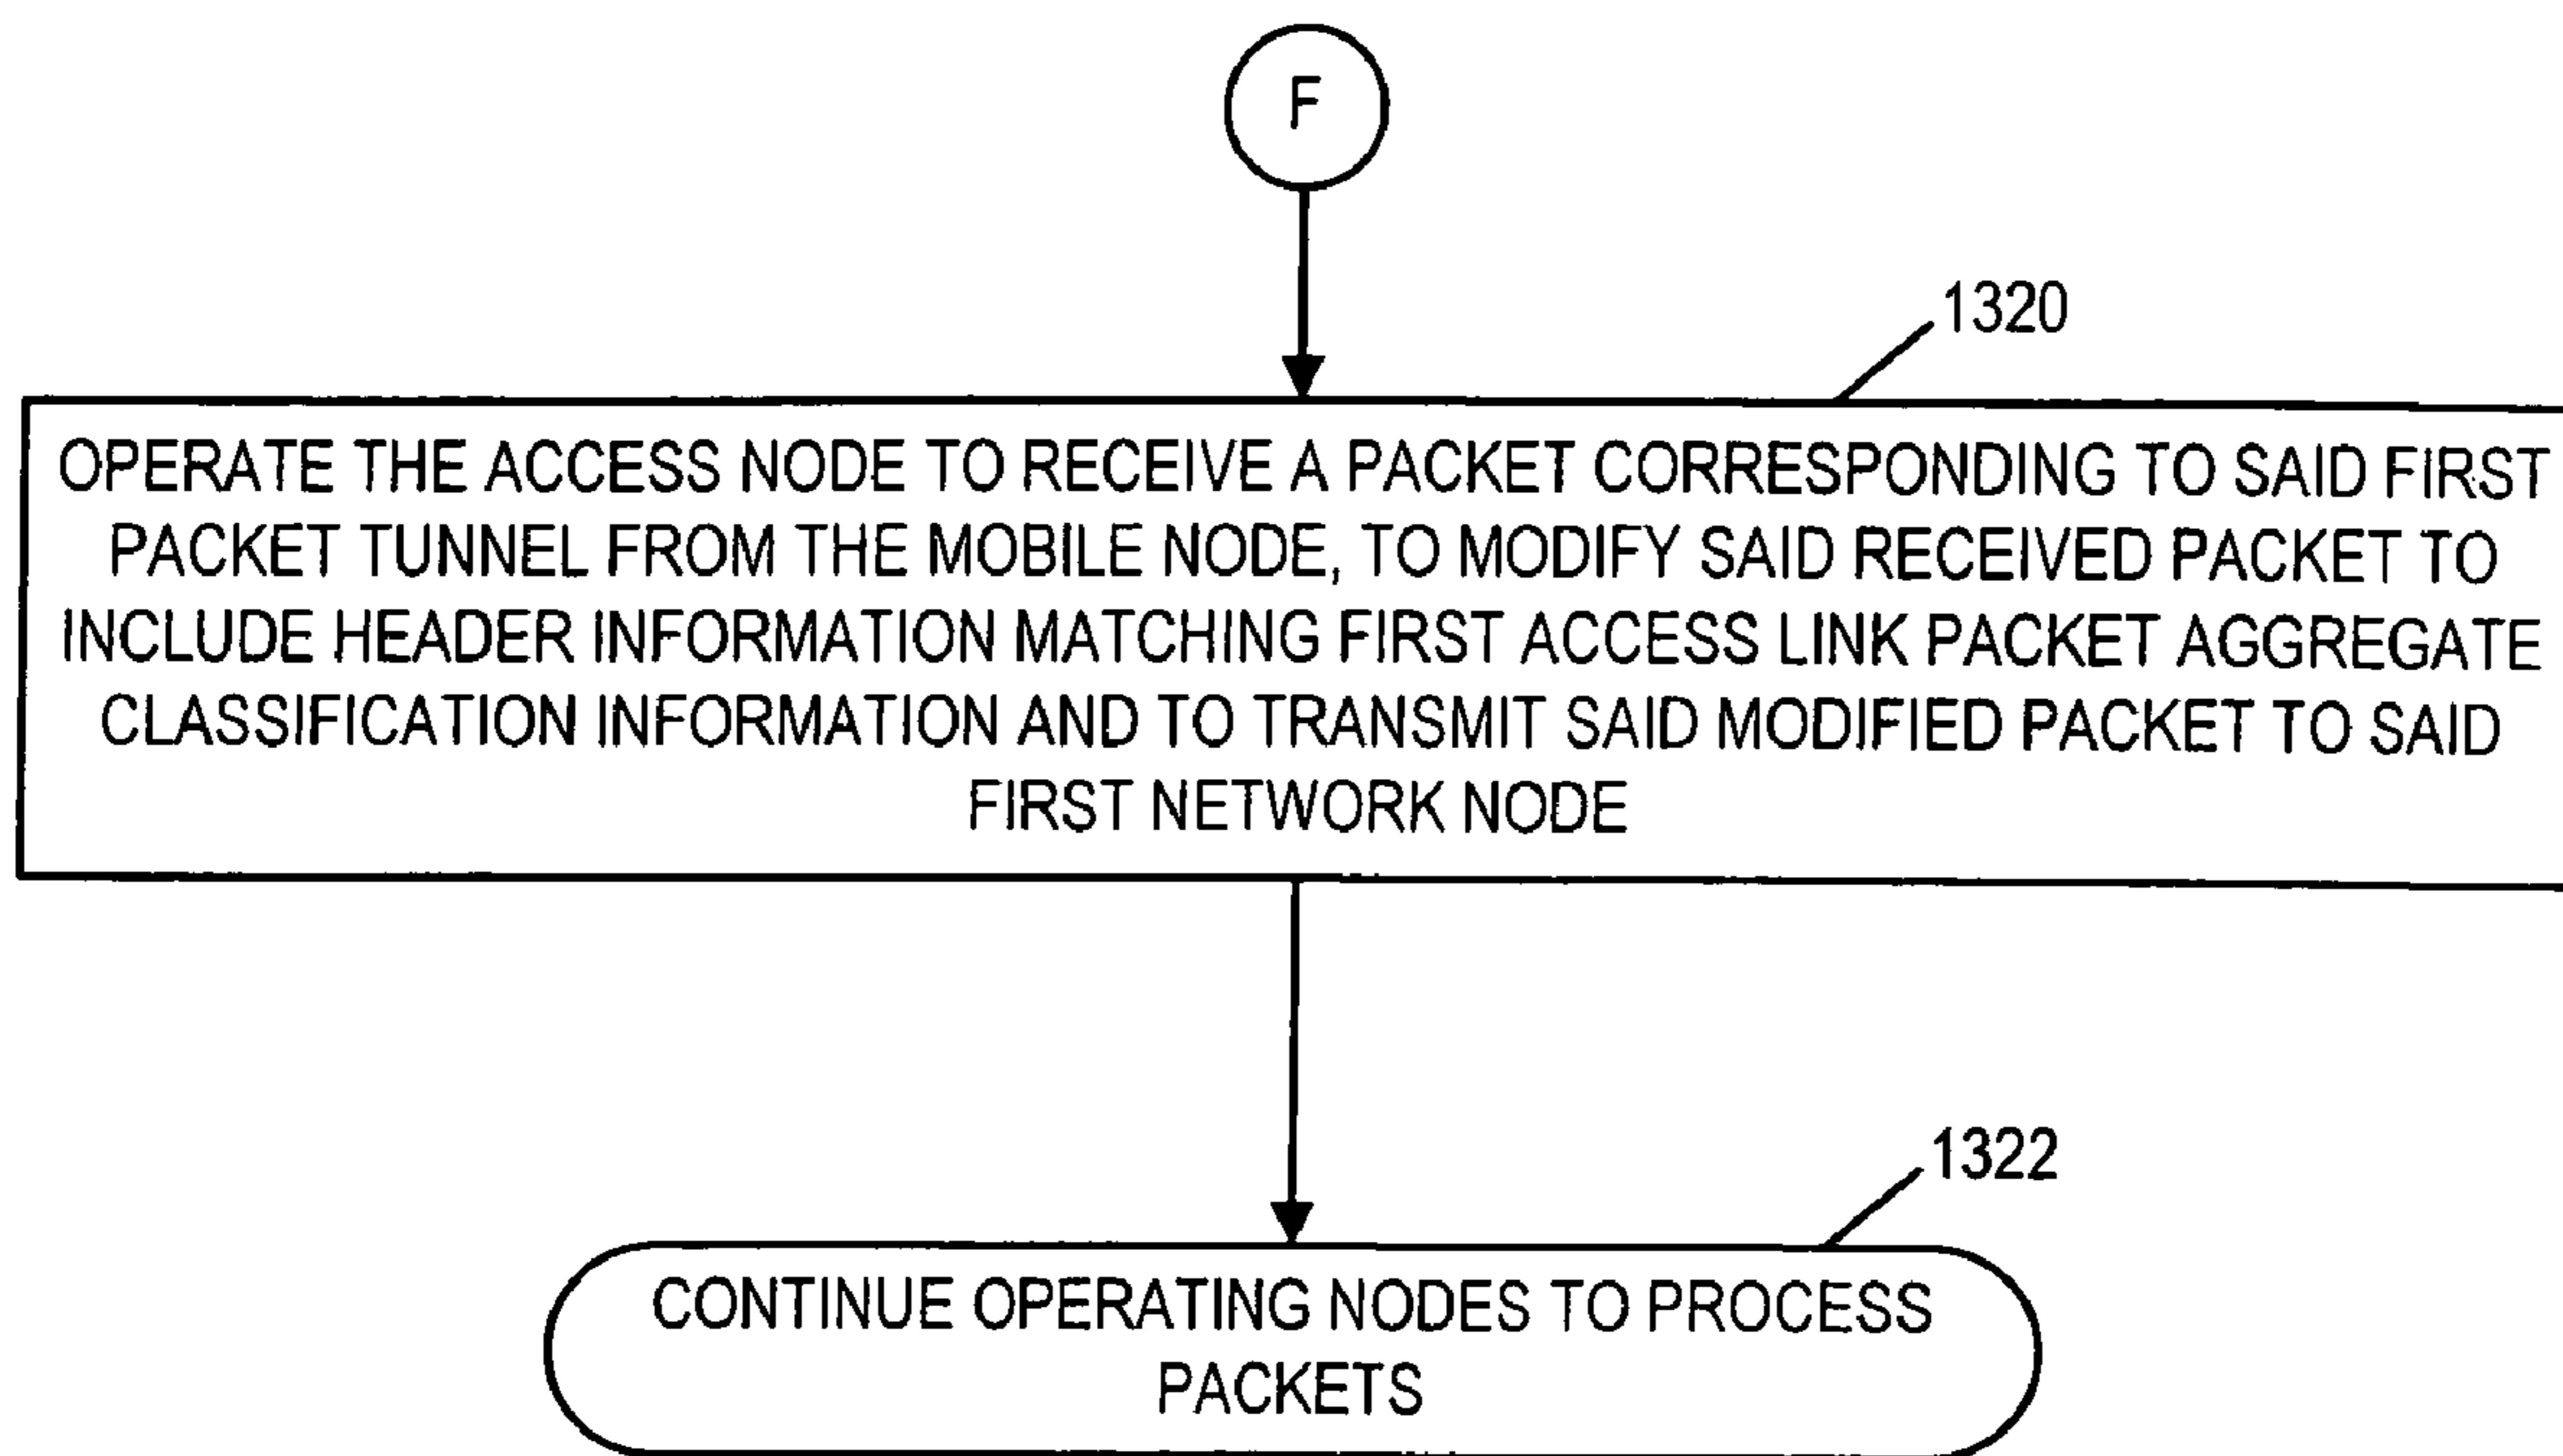 F
1320
OPERATE THE ACCESS NODE TO RECEIVE A PACKET CORRESPONDING TO SAID FIRST
PACKET TUNNEL FROM THE MOBILE NODE, TO MODIFY SAID RECEIVED PACKET TO
INCLUDE HEADER INFORMATION MATCHING FIRST ACCESS LINK PACKET AGGREGATE
CLASSIFICATION INFORMATION AND TO TRANSMIT SAID MODIFIED PACKET TO SAID
FIRST NETWORK NODE
1322
CONTINUE OPERATING NODES TO PROCESS
PACKETS